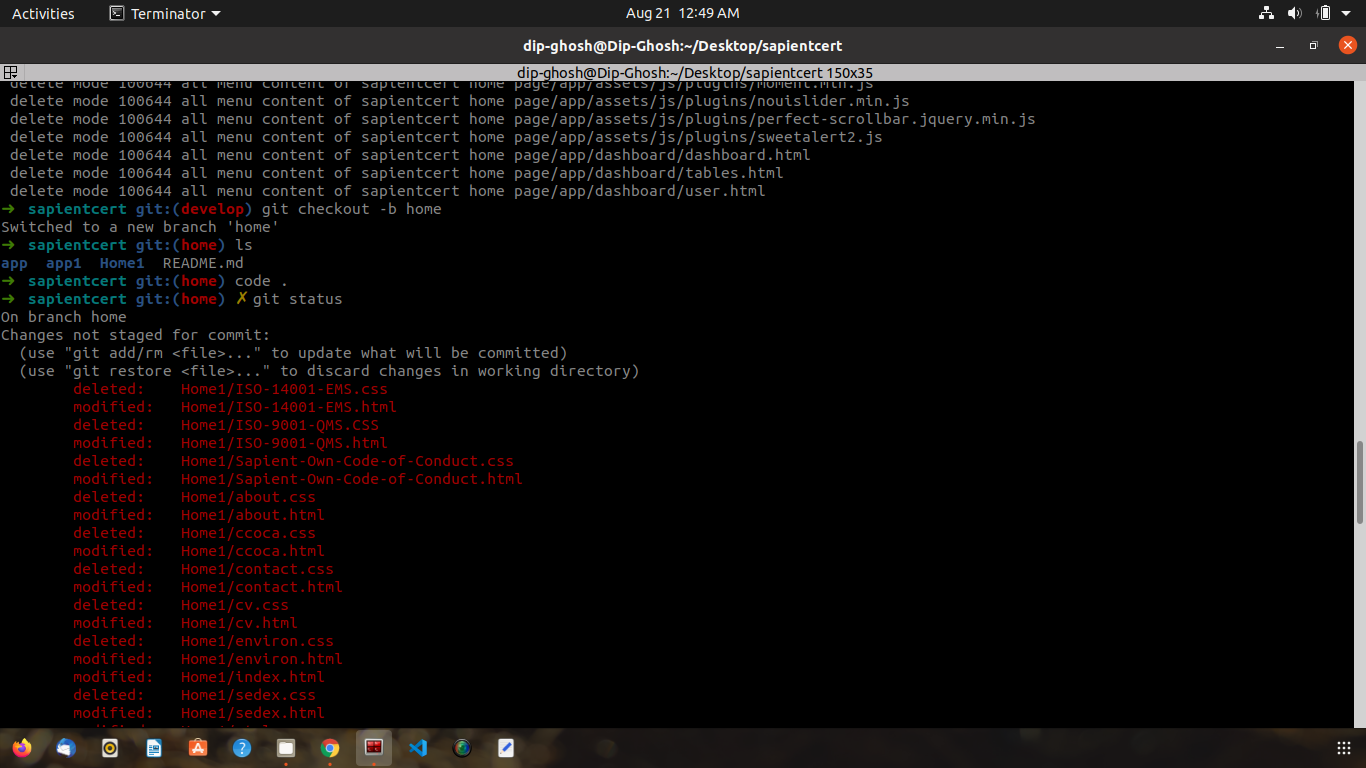 Activities
Terminator
Aug 21 12:49 AM
dip-ghosh@Dip-Ghosh:~/Desktop/sapientcert
dip-ghosh@Dip-Ghosh:~/Desktop/sapientcert 150x35
delete mode 100644 all menu content of sapientcert home page/app/assets/js/plugins/moment.min.js
delete mode 100644 all menu content of sapientcert home page/app/assets/js/plugins/nouislider.min.js
delete mode 100644 all menu content of sapientcert home page/app/assets/js/plugins/perfect-scrollbar.jquery.min.js
delete mode 100644 all menu content of sapientcert home page/app/assets/js/plugins/sweetalert2.js
delete mode 100644 all menu content of sapientcert home page/app/dashboard/dashboard.html
delete mode 100644 all menu content of sapientcert home page/app/dashboard/tables.html
delete mode 100644 all menu content of sapientcert home page/app/dashboard/user.html
➜ sapientcert git:(develop) git checkout -b home
Switched to a new branch 'home'
➜ sapientcert git:(home) ls
app app1 Home1 README.md
➜ sapientcert git:(home) code .
➜ sapientcert git:(home) ✗ git status
On branch home
Changes not staged for commit:
(use "git add/rm <file>..." to update what will be committed)
(use "git restore <file>..." to discard changes in working directory)
deleted: Home1/ISO-14001-EMS.css
modified: Home1/ISO-14001-EMS.html
deleted: Home1/ISO-9001-QMS.CSS
modified: Home1/ISO-9001-QMS.html
deleted: Home1/Sapient-Own-Code-of-Conduct.css
modified: Home1/Sapient-Own-Code-of-Conduct.html
deleted: Home1/about.css
modified: Home1/about.html
deleted: Home1/ccoca.css
modified: Home1/ccoca.html
deleted: Home1/contact.css
modified: Home1/contact.html
deleted: Home1/cv.css
modified: Home1/cv.html
deleted: Home1/environ.css
modified: Home1/environ.html
modified: Home1/index.html
deleted: Home1/sedex.css
modified: Home1/sedex.html